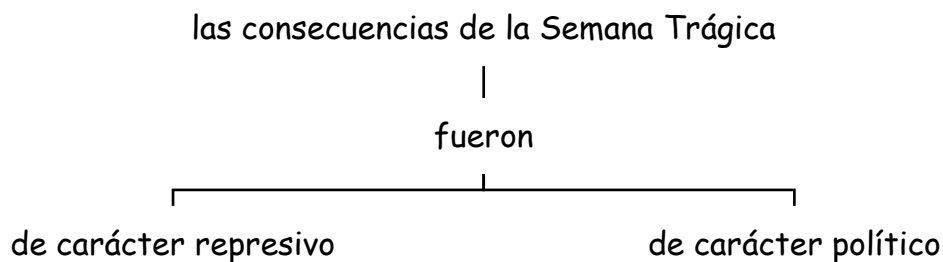 las consecuencias de la Semana Trágica
fueron
de carácter represivo
de carácter político